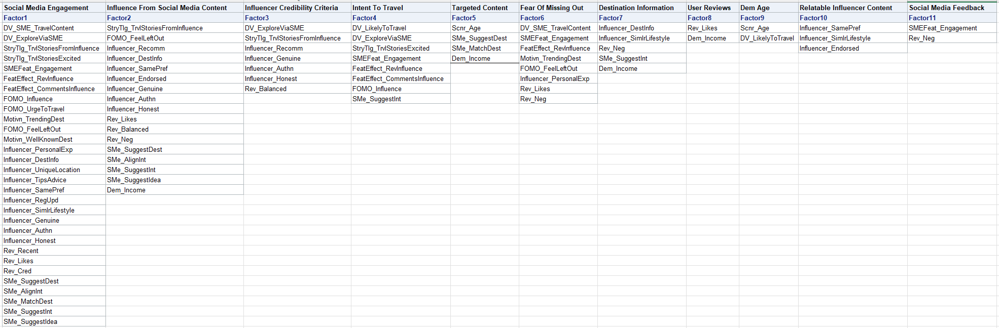 Social Media Engagement Influence From Social Media Content Influencer Credibility Criteria Intent To Travel Targeted Content Fear Of Missing Out Destination Information User Reviews Dem Age Relatable Influencer Content Social Media Feedback
Factor1 Factor2 Factor3 Factor4 Factor5 Factor6 Factor7 Factor8 Factor9 Factor10 Factor11
DV_SME_TravelContent StryTlg_TrvlStoriesFromInfluence DV_ExploreViaSME DV_LikelyToTravel Scnr_Age DV_SME_TravelContent Influencer_DestInfo Rev_Likes Scnr_Age Influencer_SamePref SMEFeat_Engagement
DV_ExploreViaSME FOMO_FeelLeftOut StryTlg_TrvlStoriesFromInfluence DV_ExploreViaSME SMe_SuggestDest SMEFeat_Engagement Influencer_SimlrLifestyle Dem_Income DV_LikelyToTravel Influencer_SimlrLifestyle Rev_Neg
StryTlg_TrvlStoriesFromInfluence Influencer_Recomm Influencer_Recomm StryTlg_TrvlStoriesExcited SMe_MatchDest FeatEffect_RevInfluence Rev_Neg Influencer_Endorsed
StryTlg_TrvlStoriesExcited Influencer_DestInfo Influencer_Genuine SMEFeat_Engagement Dem_Income Motivn_TrendingDest SMe_SuggestInt
SMEFeat_Engagement Influencer_SamePref Influencer_Authn FeatEffect_RevInfluence FOMO_FeelLeftOut Dem_Income
FeatEffect_RevInfluence Influencer_Endorsed Influencer_Honest FeatEffect_CommentsInfluence Influencer_PersonalExp
FeatEffect_CommentsInfluence Influencer_Genuine Rev_Balanced FOMO_Influence Rev_Likes
FOMO_Influence Influencer_Authn SMe_SuggestInt Rev_Neg
FOMO_UrgeToTravel Influencer_Honest
Motivn_TrendingDest Rev_Likes
FOMO_FeelLeftOut Rev_Balanced
Motivn_WellKnownDest Rev_Neg
Influencer_PersonalExp SMe_SuggestDest
Influencer_DestInfo SMe_AlignInt
Influencer_UniqueLocation SMe_SuggestInt
Influencer_TipsAdvice SMe_SuggestIdea
Influencer_SamePref Dem_Income
Influencer_RegUpd
Influencer_SimlrLifestyle
Influencer_Genuine
Influencer_Authn
Influencer_Honest
Rev_Recent
Rev_Likes
Rev_Cred
SMe_SuggestDest
SMe_AlignInt
SMe_MatchDest
SMe_SuggestInt
SMe_SuggestIdea